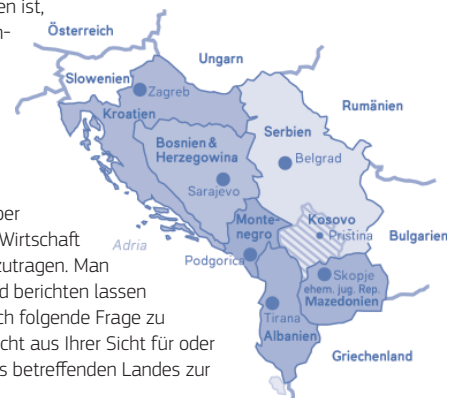 en ist,
n-
ber
Wirtschaft
zutragen. Man
d berichten lassen
ch folgende Frage zu
cht aus Ihrer Sicht für oder
s betreffenden Landes zur
Österreich
Ungarn
Slowenien
Zagreb
Rumänien
Kroatien
Serbien
Bosnien &
Herzegowina
Belgrad
Sarajevo
Monte-
negro
Kosovo
Priština
Bulgarien
Adria
Podgorica
Skopje
ehem. jug. Rep.
Mazedonien
Tirana
Albanien
Griechenland